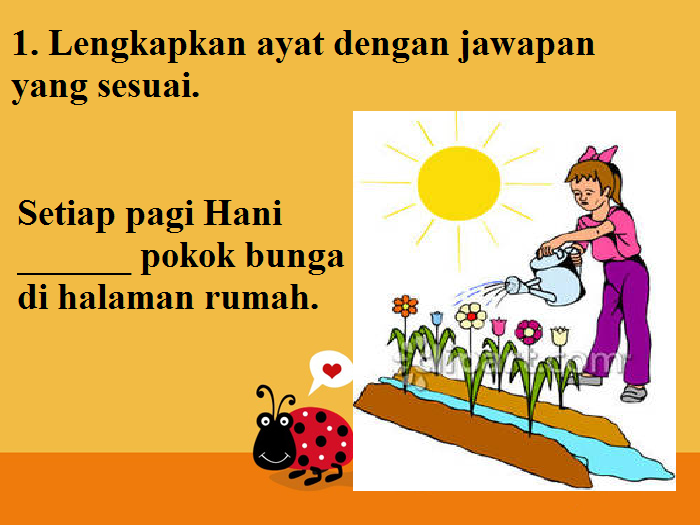 1. Lengkapkan ayat dengan jawapan
yang sesuai.
Setiap pagi Hani
______ pokok bunga
di halaman rumah.